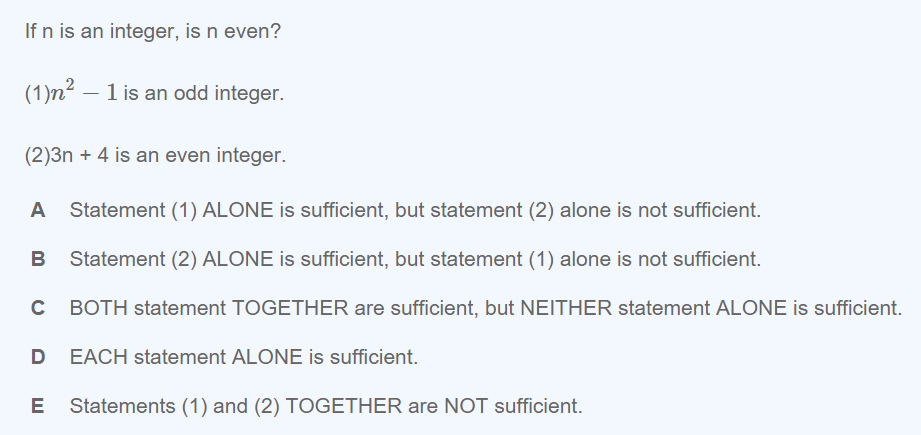 If n is an integer, is n even?
(1)n² − 1 is an odd integer.
(2)3n + 4 is an even integer.
A Statement (1) ALONE is sufficient, but statement (2) alone is not sufficient.
B Statement (2) ALONE is sufficient, but statement (1) alone is not sufficient.
C BOTH statement TOGETHER are sufficient, but NEITHER statement ALONE is sufficient.
D EACH statement ALONE is sufficient.
E Statements (1) and (2) TOGETHER are NOT sufficient.